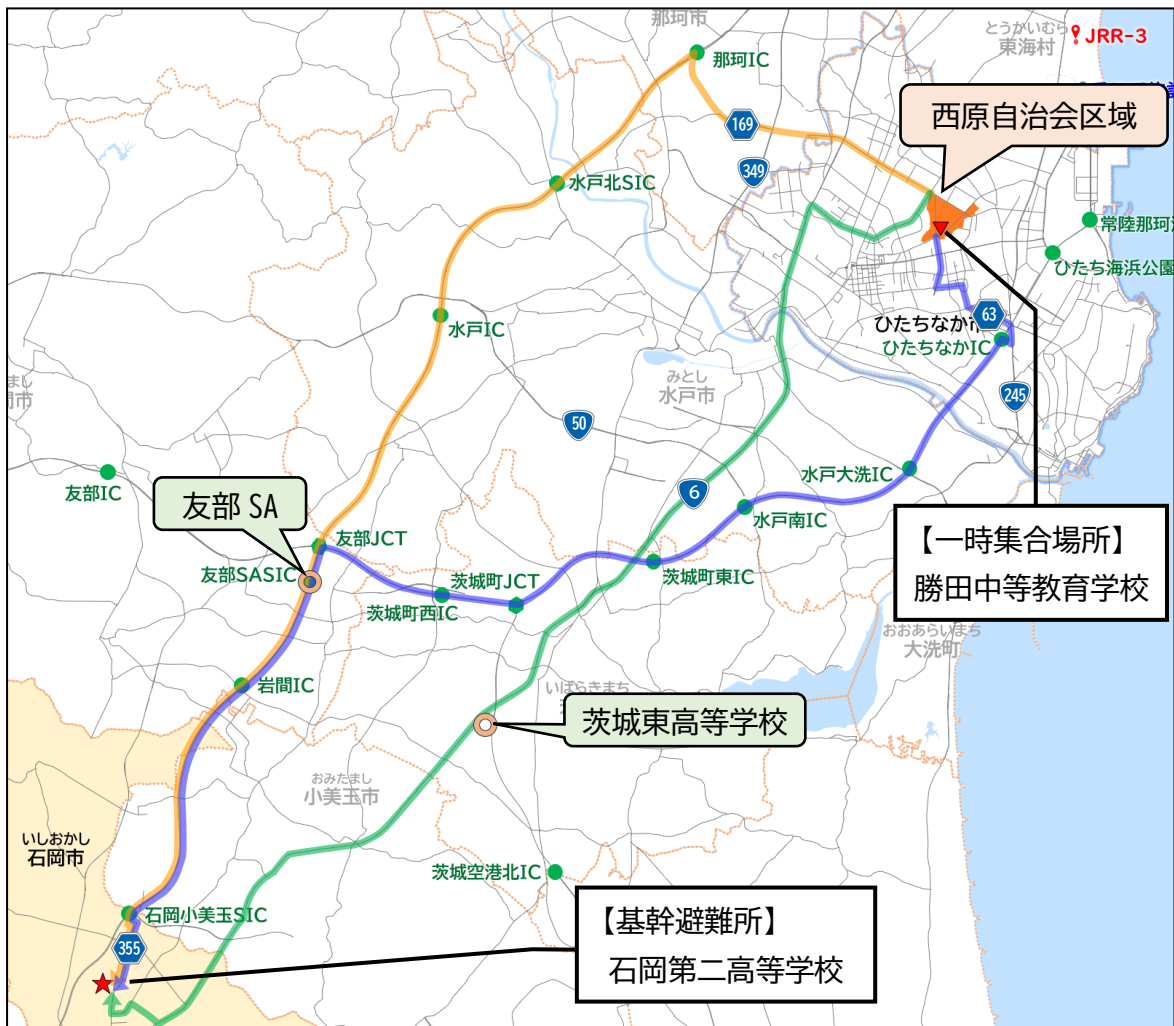 那珂市
とうかいむら
東海村
JRR-3
那珂IC
169
西原自治会区域
349
水戸北SIC
常陸那珂
ひたち海浜公園
水戸IC
63
ひたちなか市
ひたちなかIC
みとし
水戸市
245
50
友部IC
水戸大洗IC
6
友部 SA
水戸南IC
【一時集合場所】
勝田中等教育学校
友部JCT
友部SASIC
茨城町JCT
茨城町東IC
茨城町西IC
おおあらいまち
大洗町
岩間IC
いばらきまち
茨城東高等学校
おみたまし
小美玉市
いしおかし
石岡市
茨城空港北IC
石岡小美玉SIC
355
【基幹避難所】
石岡第二高等学校